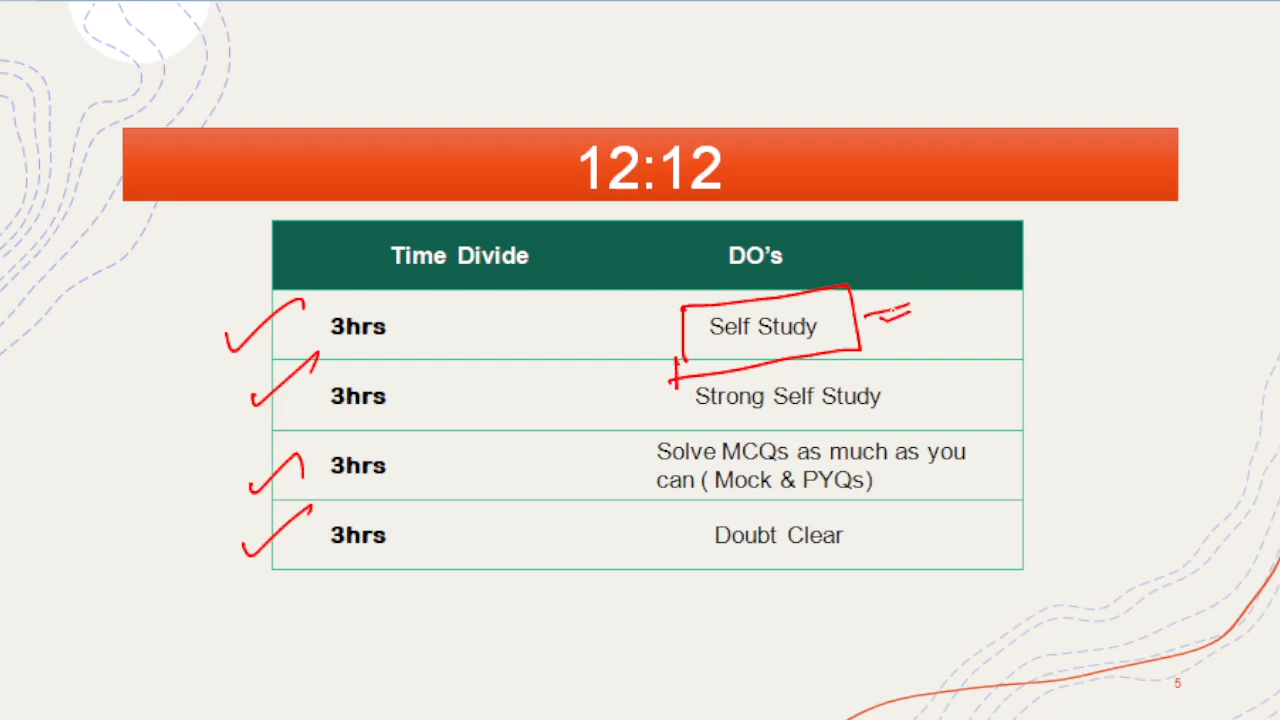 12:12
Time Divide DO's
3hrs Self Study
3hrs Strong Self Study
3hrs Solve MCQs as much as you
can ( Mock & PYQs)
3hrs Doubt Clear
5